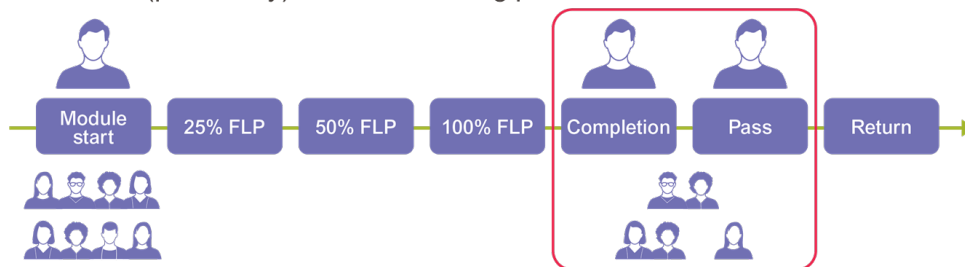 Module
start
25% FLP
50% FLP
100% FLP
Completion
Pass
Return